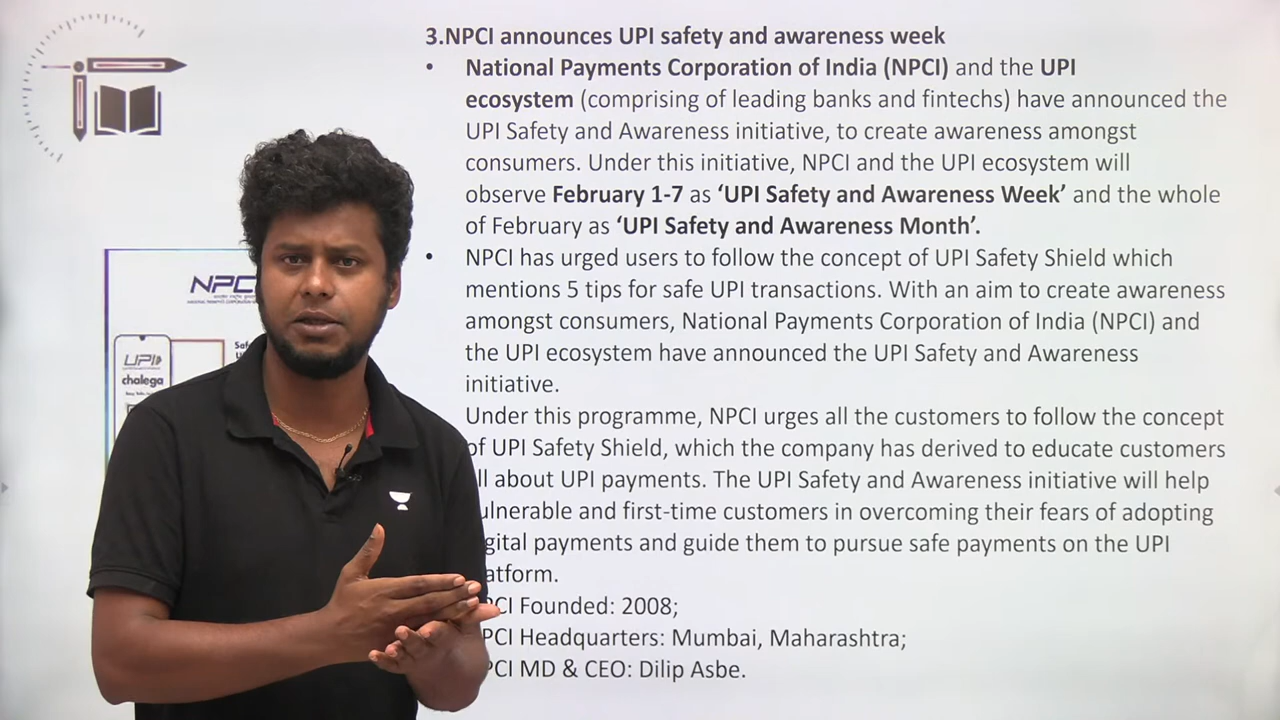 3.NPCI announces UPI safety and awareness week
• National Payments Corporation of India (NPCI) and the UPI
ecosystem (comprising of leading banks and fintechs) have announced the
UPI Safety and Awareness initiative, to create awareness amongst
consumers. Under this initiative, NPCI and the UPI ecosystem will
observe February 1-7 as ‘UPI Safety and Awareness Week’ and the whole
of February as ‘UPI Safety and Awareness Month’.
• NPCI has urged users to follow the concept of UPI Safety Shield which
mentions 5 tips for safe UPI transactions. With an aim to create awareness
amongst consumers, National Payments Corporation of India (NPCI) and
the UPI ecosystem have announced the UPI Safety and Awareness
initiative.
Under this programme, NPCI urges all the customers to follow the concept
of UPI Safety Shield, which the company has derived to educate customers
ll about UPI payments. The UPI Safety and Awareness initiative will help
ulnerable and first-time customers in overcoming their fears of adopting
gital payments and guide them to pursue safe payments on the UPI
atform.
PCI Founded: 2008;
PCI Headquarters: Mumbai, Maharashtra;
PCI MD & CEO: Dilip Asbe.
NPC
UPI
chalega